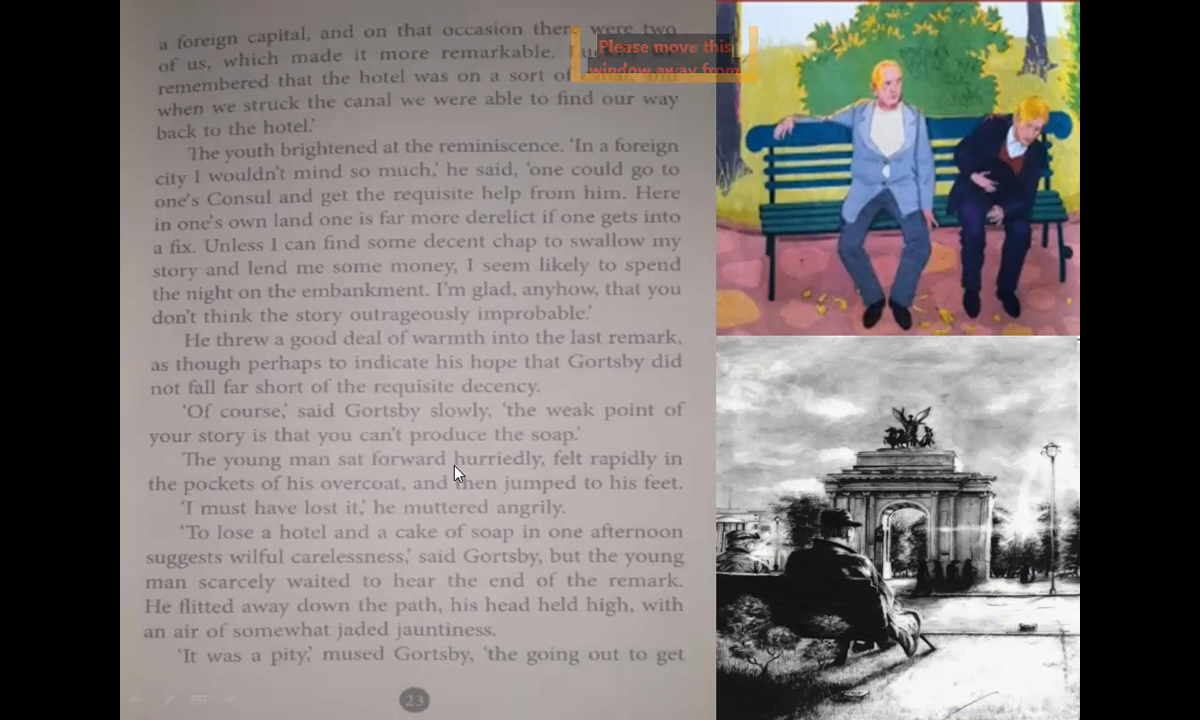 a foreign capital, and on that occasion there were two
of us, which made it more remarkable.
remembered that the hotel was on a sort of
when we struck the canal we were able to find our way
back to the hotel.'
The youth brightened at the reminiscence. 'In a foreign
city I wouldn't mind so much,' he said, 'one could go to
one's Consul and get the requisite help from him. Here
in one's own land one is far more derelict if one gets into
a fix. Unless I can find some decent chap to swallow my
story and lend me some money, I seem likely to spend
the night on the embankment. I'm glad, anyhow, that you
don't think the story outrageously improbable.'
He threw a good deal of warmth into the last remark,
as though perhaps to indicate his hope that Gortsby did
not fall far short of the requisite decency.
'Of course,' said Gortsby slowly, 'the weak point of
your story is that you can't produce the soap.'
The young man sat forward hurriedly, felt rapidly in
the pockets of his overcoat, and then jumped to his feet.
'I must have lost it,' he muttered angrily.
'To lose a hotel and a cake of soap in one afternoon
suggests wilful carelessness,' said Gortsby, but the young
man scarcely waited to hear the end of the remark.
He flitted away down the path, his head held high, with
an air of somewhat jaded jauntiness.
'It was a pity,' mused Gortsby, 'the going out to get
23
Please move this
window away from